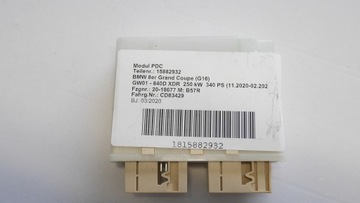 Modul PDC
Teilenr.: 15882932
BMW 8er Grand Coupe (G16)
GW01 - 840D XDR 250 kW 340 PS (11.2020-02.202
Fzgnr.: 20-18677 M: B57R
Fahrg.Nr.: CD83429
BJ: 03/2020
1815882932